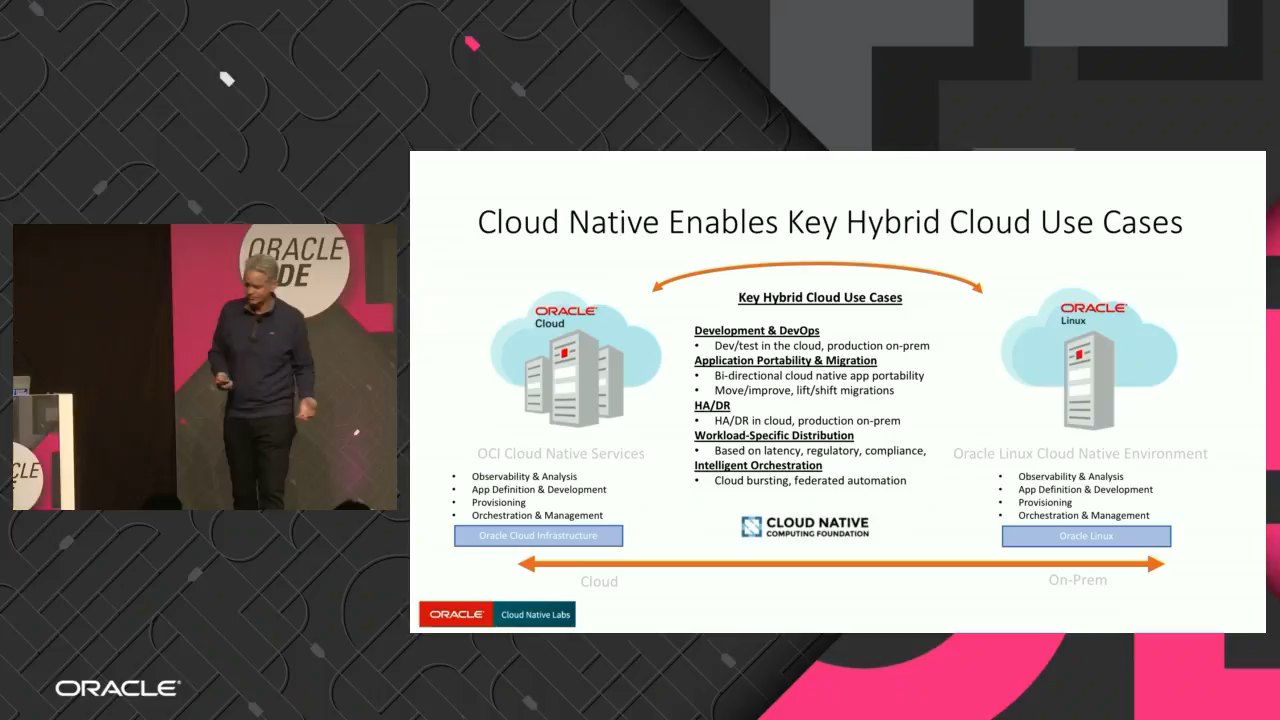 ORACLE
CODE
CLE
Cloud Native Enables Key Hybrid Cloud Use Cases
ORACLE
Cloud
OCI Cloud Native Services
• Observability & Analysis
• App Definition & Development
• Provisioning
• Orchestration & Management
Oracle Cloud Infrastructure
Key Hybrid Cloud Use Cases
Development & DevOps
• Dev/test in the cloud, production on-prem
Application Portability & Migration
• Bi-directional cloud native app portability
• Move/improve, lift/shift migrations
HA/DR
• HA/DR in cloud, production on-prem
Workload-Specific Distribution
• Based on latency, regulatory, compliance,
Intelligent Orchestration
• Cloud bursting, federated automation
CLOUD NATIVE
COMPUTING FOUNDATION
ORACLE
Linux
Oracle Linux Cloud Native Environment
• Observability & Analysis
• App Definition & Development
• Provisioning
• Orchestration & Management
Oracle Linux
Cloud
On-Prem
ORACLE Cloud Native Labs
ORACLE